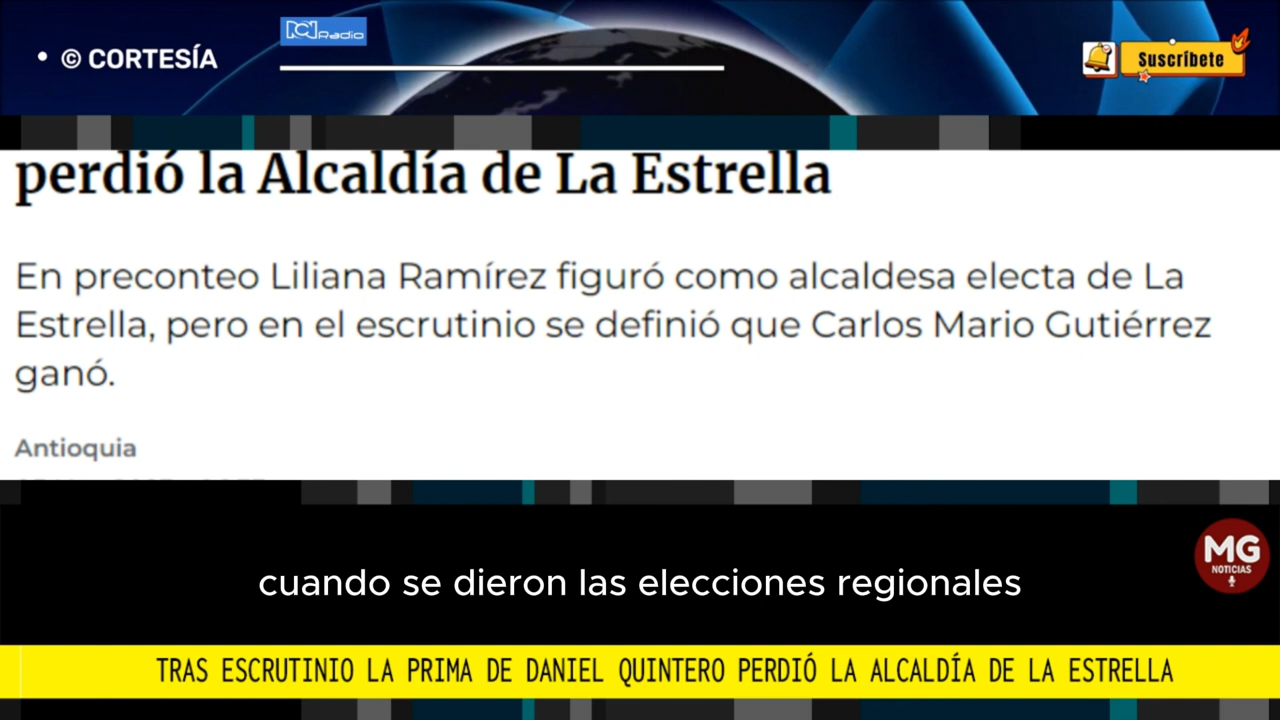 • © CORTESÍA
RCN Radio
Suscríbete
perdió la Alcaldía de La Estrella
En preconteo Liliana Ramírez figuró como alcaldesa electa de La
Estrella, pero en el escrutinio se definió que Carlos Mario Gutiérrez
ganó.
Antioquia
MG
NOTICIAS
cuando se dieron las elecciones regionales
TRAS ESCRUTINIO LA PRIMA DE DANIEL QUINTERO PERDIÓ LA ALCALDÍA DE LA ESTRELLA